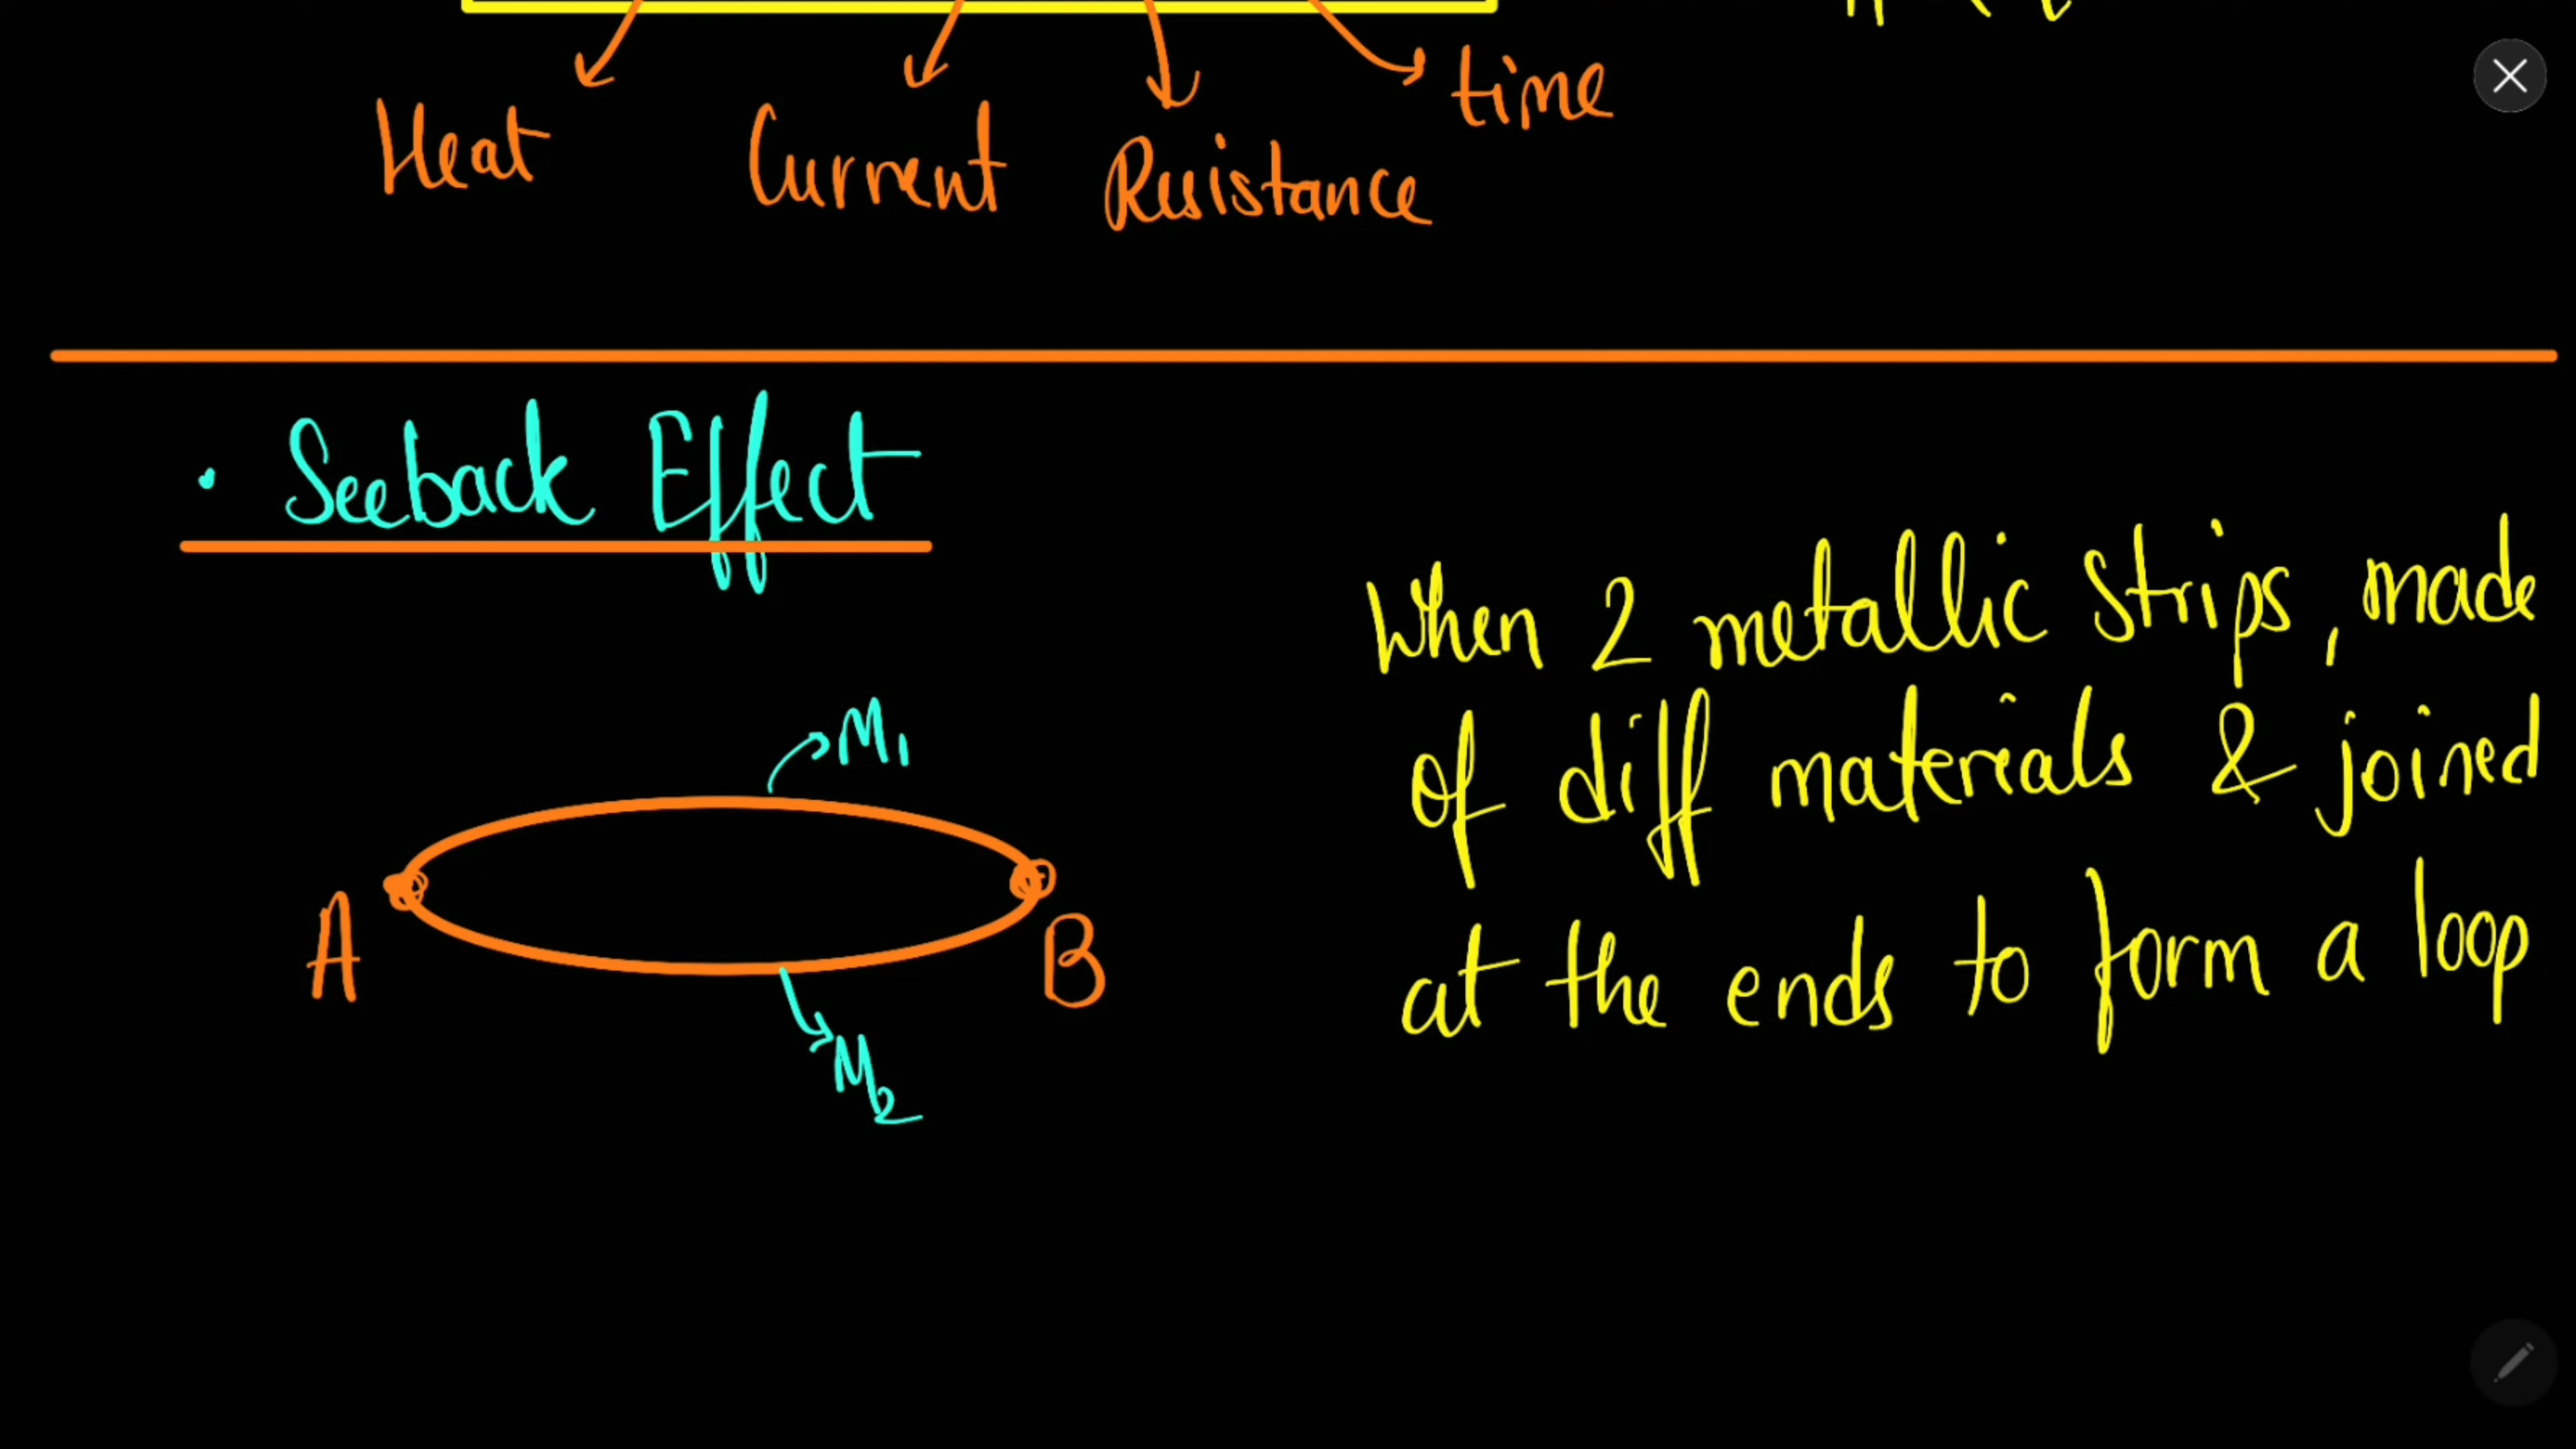 Heat Current Resistance time
• Seeback Effect
When 2 metallic strips, made
of diff materials & joined
at the ends to form a loop
M1
A
B
M2